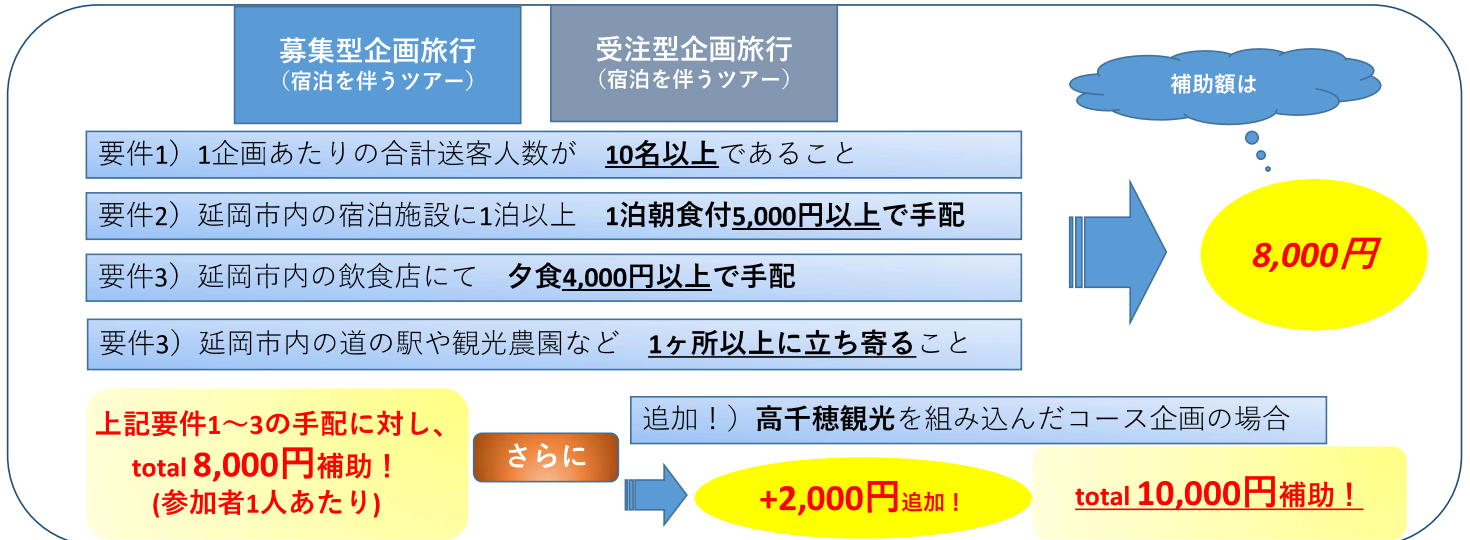 募集型企画旅行
（宿泊を伴うツアー）
受注型企画旅行
（宿泊を伴うツアー）
補助額は
要件1）1企画あたりの合計送客人数が　10名以上であること
要件2）延岡市内の宿泊施設に1泊以上　1泊朝食付5,000円以上で手配
要件3）延岡市内の飲食店にて　夕食4,000円以上で手配
要件3）延岡市内の道の駅や観光農園など　1ヶ所以上に立ち寄ること
8,000円
上記要件1～3の手配に対し、
total 8,000円補助！
(参加者1人あたり)
さらに
追加！）高千穂観光を組み込んだコース企画の場合
+2,000円追加！
total 10,000円補助！